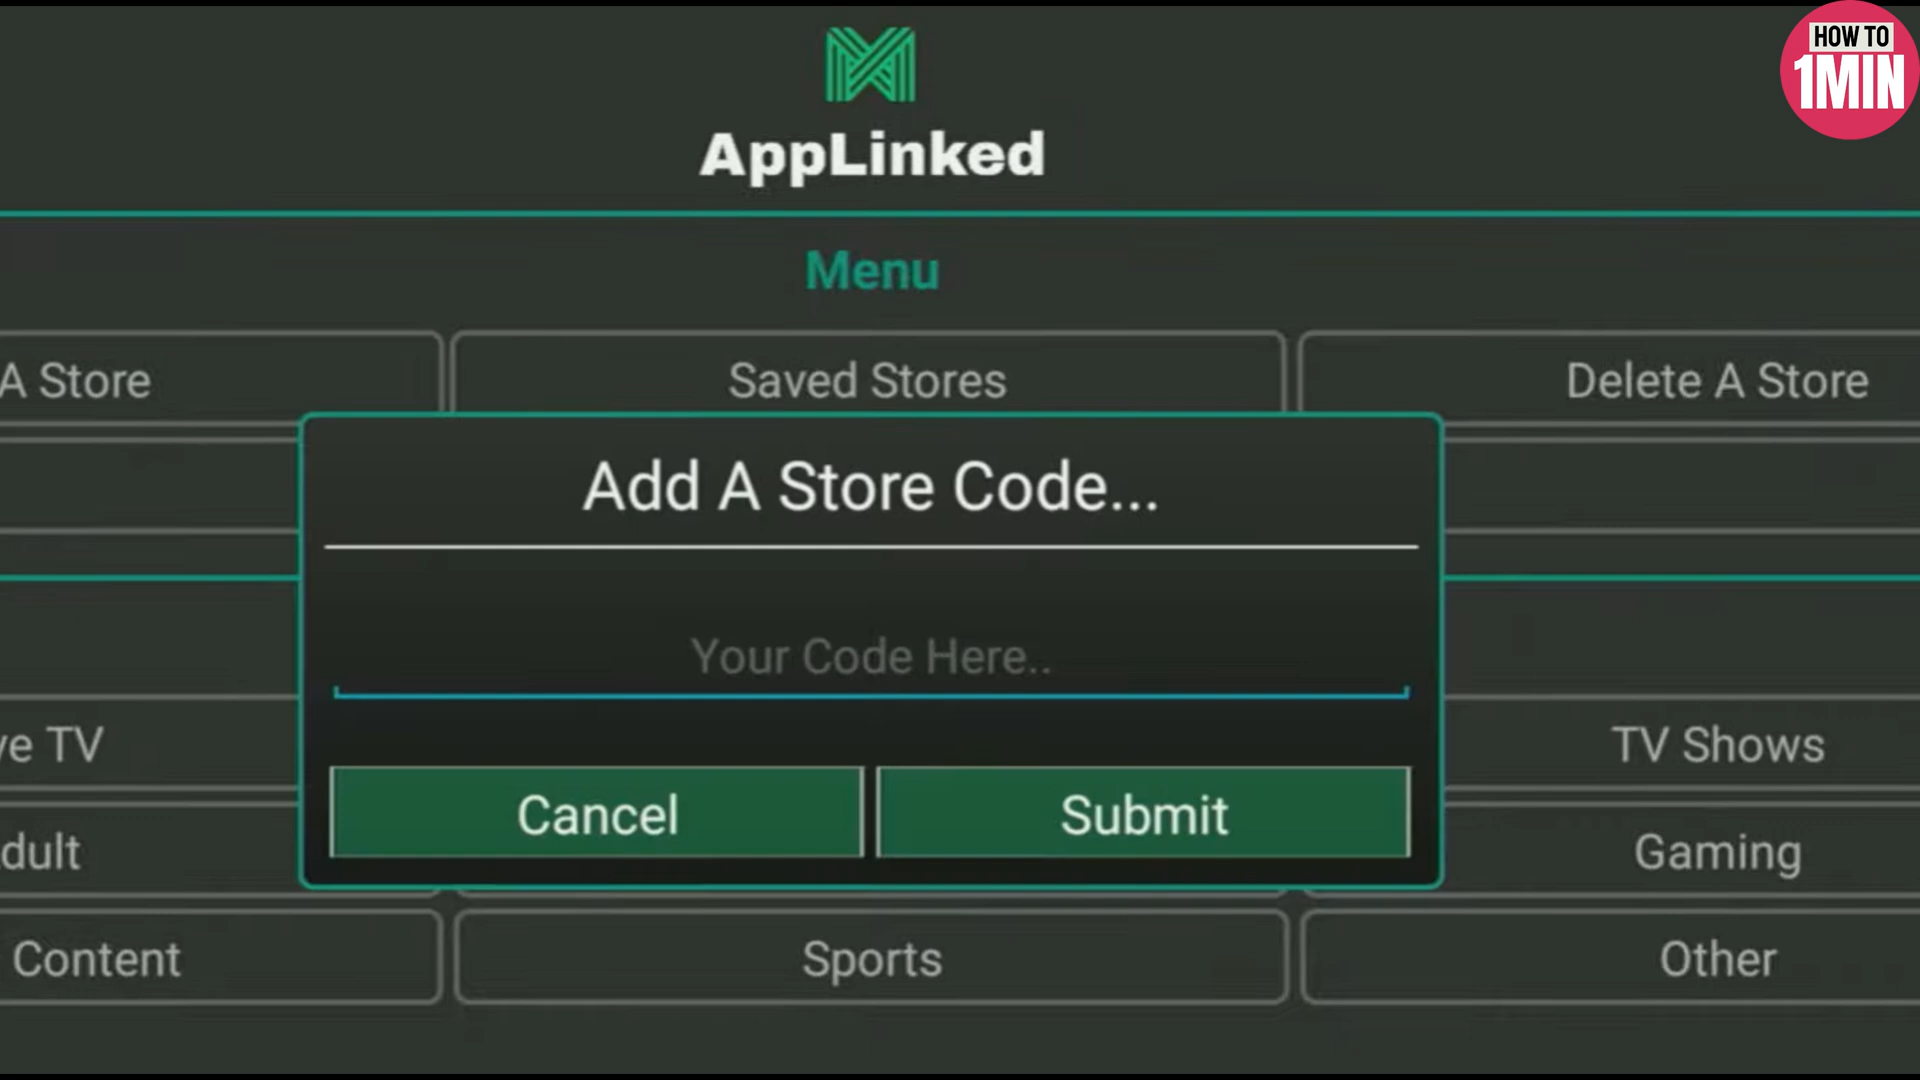 HOW TO
1MIN
AppLinked
Menu
A Store
Saved Stores
Delete A Store
Add A Store Code...
Your Code Here..
Cancel
Submit
ve TV
TV Shows
dult
Gaming
Content
Sports
Other